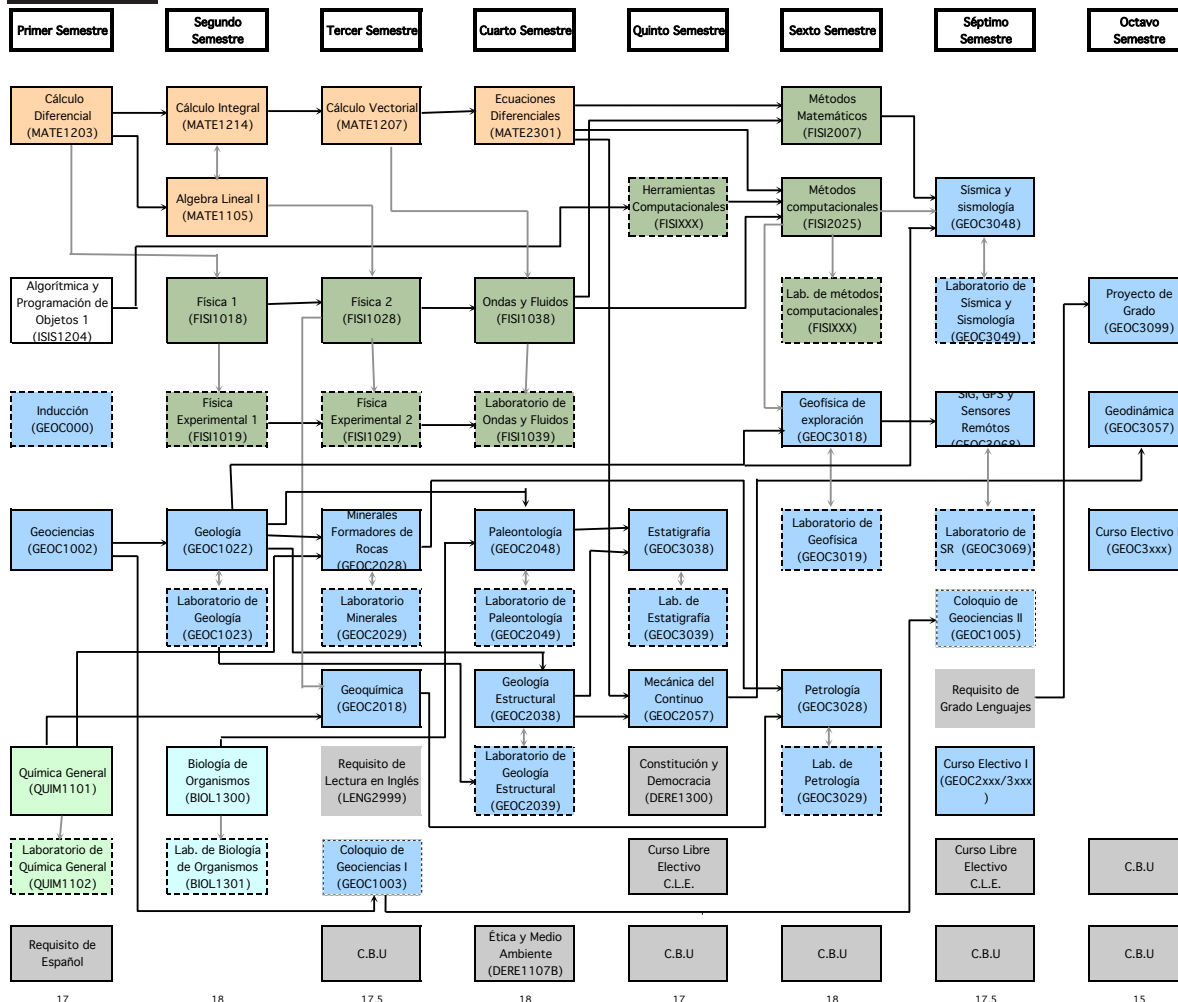 Primer Semestre
Segundo
Semestre
Tercer Semestre
Cuarto Semestre
Quinto Semestre
Sexto Semestre
Séptimo
Semestre
Octavo
Semestre
Cálculo
Diferencial
(MATE1203)
Cálculo Integral
(MATE1214)
Cálculo Vectorial
(MATE1207)
Ecuaciones
Diferenciales
(MATE2301)
Métodos
Matemáticos
(FISI2007)
Algebra Lineal I
(MATE1105)
Herramientas
Computacionales
(FISIXXX)
Métodos
computacionales
(FISI2025)
Sísmica y
sismología
(GEOC3048)
Algorítmica y
Programación de
Objetos 1
(ISIS1204)
Física 1
(FISI1018)
Física 2
(FISI1028)
Ondas y Fluidos
(FISI1038)
Lab. de métodos
computacionales
(FISIXXX)
Laboratorio de
Sísmica y
Sismología
(GEOC3049)
Proyecto de
Grado
(GEOC3099)
Inducción
(GEOC000)
Física
Experimental 1
(FISI1019)
Física
Experimental 2
(FISI1029)
Laboratorio de
Ondas y Fluidos
(FISI1039)
Geofísica de
exploración
(GEOC3018)
SIG, GPS y
Sensores
Remótos
(GEOC3068)
Geodinámica
(GEOC3057)
Geociencias
(GEOC1002)
Geología
(GEOC1022)
Minerales
Formadores de
Rocas
(GEOC2028)
Paleontología
(GEOC2048)
Estatigrafía
(GEOC3038)
Laboratorio de
Geofísica
(GEOC3019)
Laboratorio de
SR (GEOC3069)
Curso Electivo
(GEOC3xxx)
Laboratorio de
Geología
(GEOC1023)
Laboratorio
Minerales
(GEOC2029)
Laboratorio de
Paleontología
(GEOC2049)
Lab. de
Estatigrafía
(GEOC3039)
Coloquio de
Geociencias II
(GEOC1005)
Geoquímica
(GEOC2018)
Geología
Estructural
(GEOC2038)
Mecánica del
Continuo
(GEOC2057)
Petrología
(GEOC3028)
Requisito de
Grado Lenguajes
Química General
(QUIM1101)
Biología de
Organismos
(BIOL1300)
Requisito de
Lectura en Inglés
(LENG2999)
Laboratorio de
Geología
Estructural
(GEOC2039)
Constitución y
Democracia
(DERE1300)
Lab. de
Petrología
(GEOC3029)
Curso Electivo I
(GEOC2xxx/3xxx
)
Laboratorio de
Química General
(QUIM1102)
Lab. de Biología
de Organismos
(BIOL1301)
Coloquio de
Geociencias I
(GEOC1003)
Curso Libre
Electivo
C.L.E.
Curso Libre
Electivo
C.L.E.
C.B.U
Requisito de
Español
C.B.U
Ética y Medio
Ambiente
(DERE1107B)
C.B.U
C.B.U
C.B.U
C.B.U
17
18
17.5
18
17
18
17.5
15